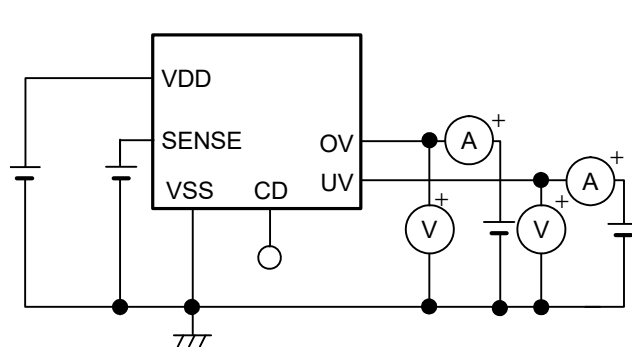 VDD
SENSE
VSS CD
OV
UV
A +
A +
V +
V +